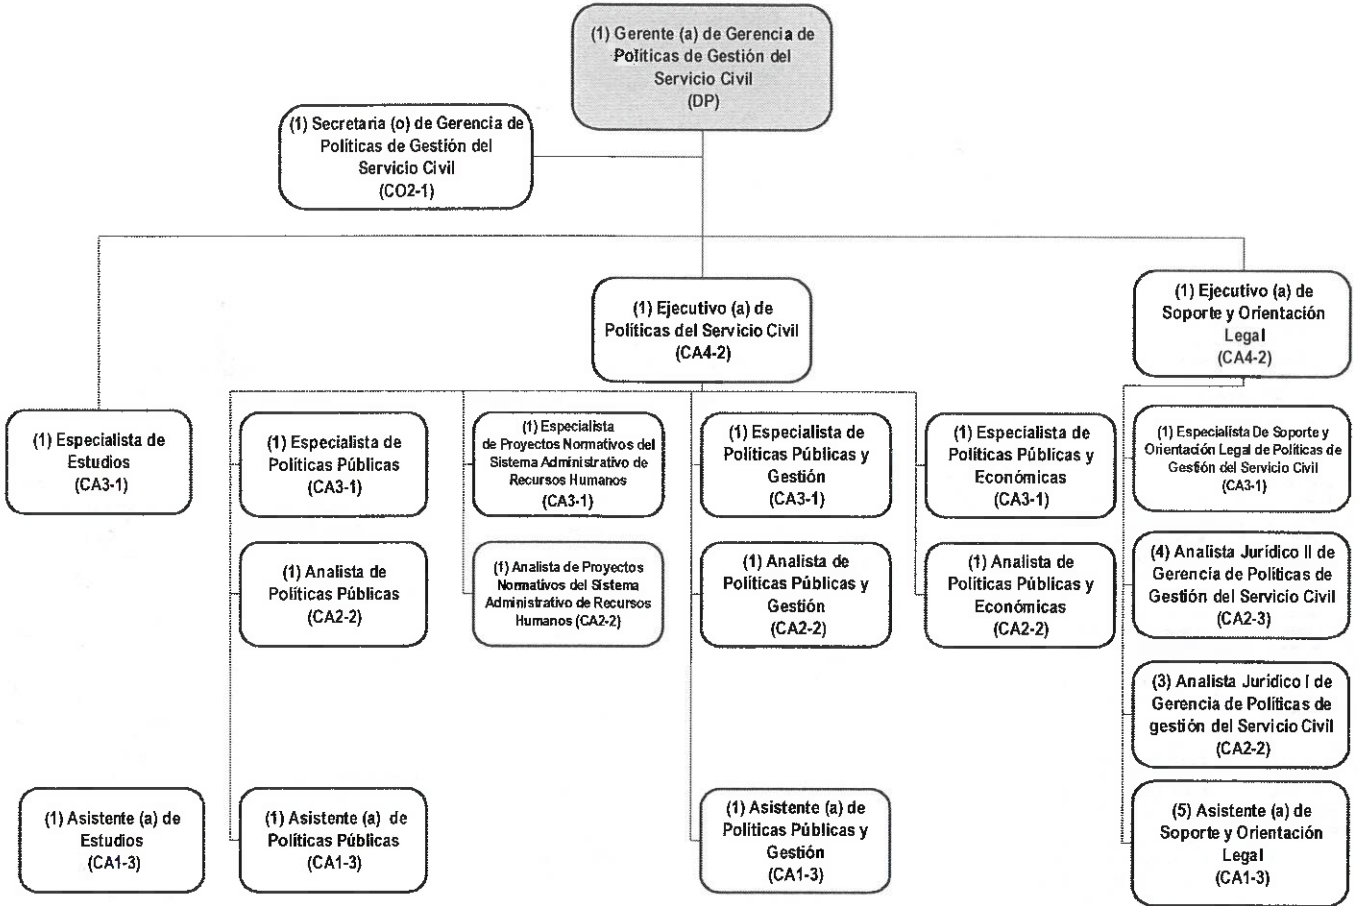 (1) Gerente (a) de Gerencia de
Políticas de Gestión del
Servicio Civil
(DP)
(1) Secretaria (o) de Gerencia de
Políticas de Gestión del
Servicio Civil
(CO2-1)
(1) Ejecutivo (a) de
Políticas del Servicio Civil
(CA4-2)
(1) Ejecutivo (a) de
Soporte y Orientación
Legal
(CA4-2)
(1) Especialista de
Estudios
(CA3-1)
(1) Especialista de
Políticas Públicas
(CA3-1)
(1) Especialista
de Proyectos Normativos del
Sistema Administrativo de
Recursos Humanos
(CA3-1)
(1) Especialista de
Políticas Públicas y
Gestión
(CA3-1)
(1) Especialista de
Políticas Públicas y
Económicas
(CA3-1)
(1) Especialista De Soporte y
Orientación Legal de Políticas de
Gestión del Servicio Civil
(CA3-1)
(1) Analista de
Políticas Públicas
(CA2-2)
(1) Analista de Proyectos
Normativos del Sistema
Administrativo de Recursos
Humanos (CA2-2)
(1) Analista de
Políticas Públicas y
Gestión
(CA2-2)
(1) Analista de
Políticas Públicas y
Económicas
(CA2-2)
(4) Analista Jurídico II de
Gerencia de Políticas de
Gestión del Servicio Civil
(CA2-3)
(3) Analista Jurídico I de
Gerencia de Políticas de
gestión del Servicio Civil
(CA2-2)
(1) Asistente (a) de
Estudios
(CA1-3)
(1) Asistente (a) de
Políticas Públicas
(CA1-3)
(1) Asistente (a) de
Políticas Públicas y
Gestión
(CA1-3)
(5) Asistente (a) de
Soporte y Orientación
Legal
(CA1-3)